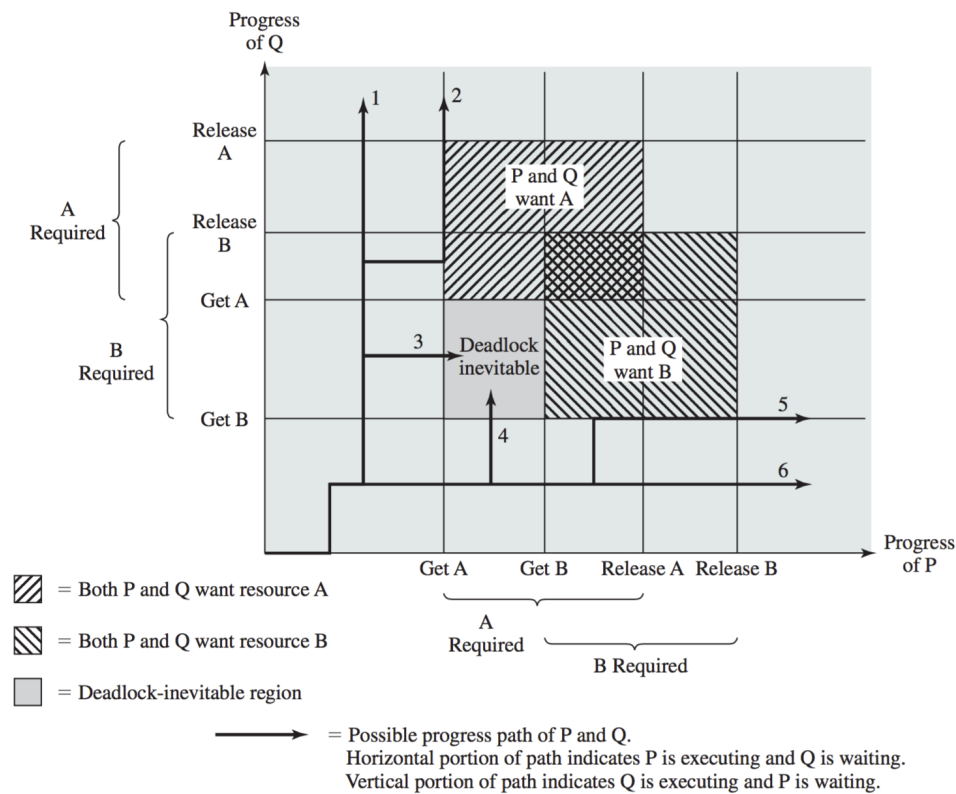 Progress
of Q
1
2
Release
A
P and Q
want A
A
Required
Release
B
Get A
3
Deadlock
inevitable
P and Q
want B
B
Required
5
Get B
4
6
Progress
of P
Get A
Get B
Release A
Release B
= Both P and Q want resource A
A
Required
= Both P and Q want resource B
B Required
= Deadlock-inevitable region
= Possible progress path of P and Q.
Horizontal portion of path indicates P is executing and Q is waiting.
Vertical portion of path indicates Q is executing and P is waiting.